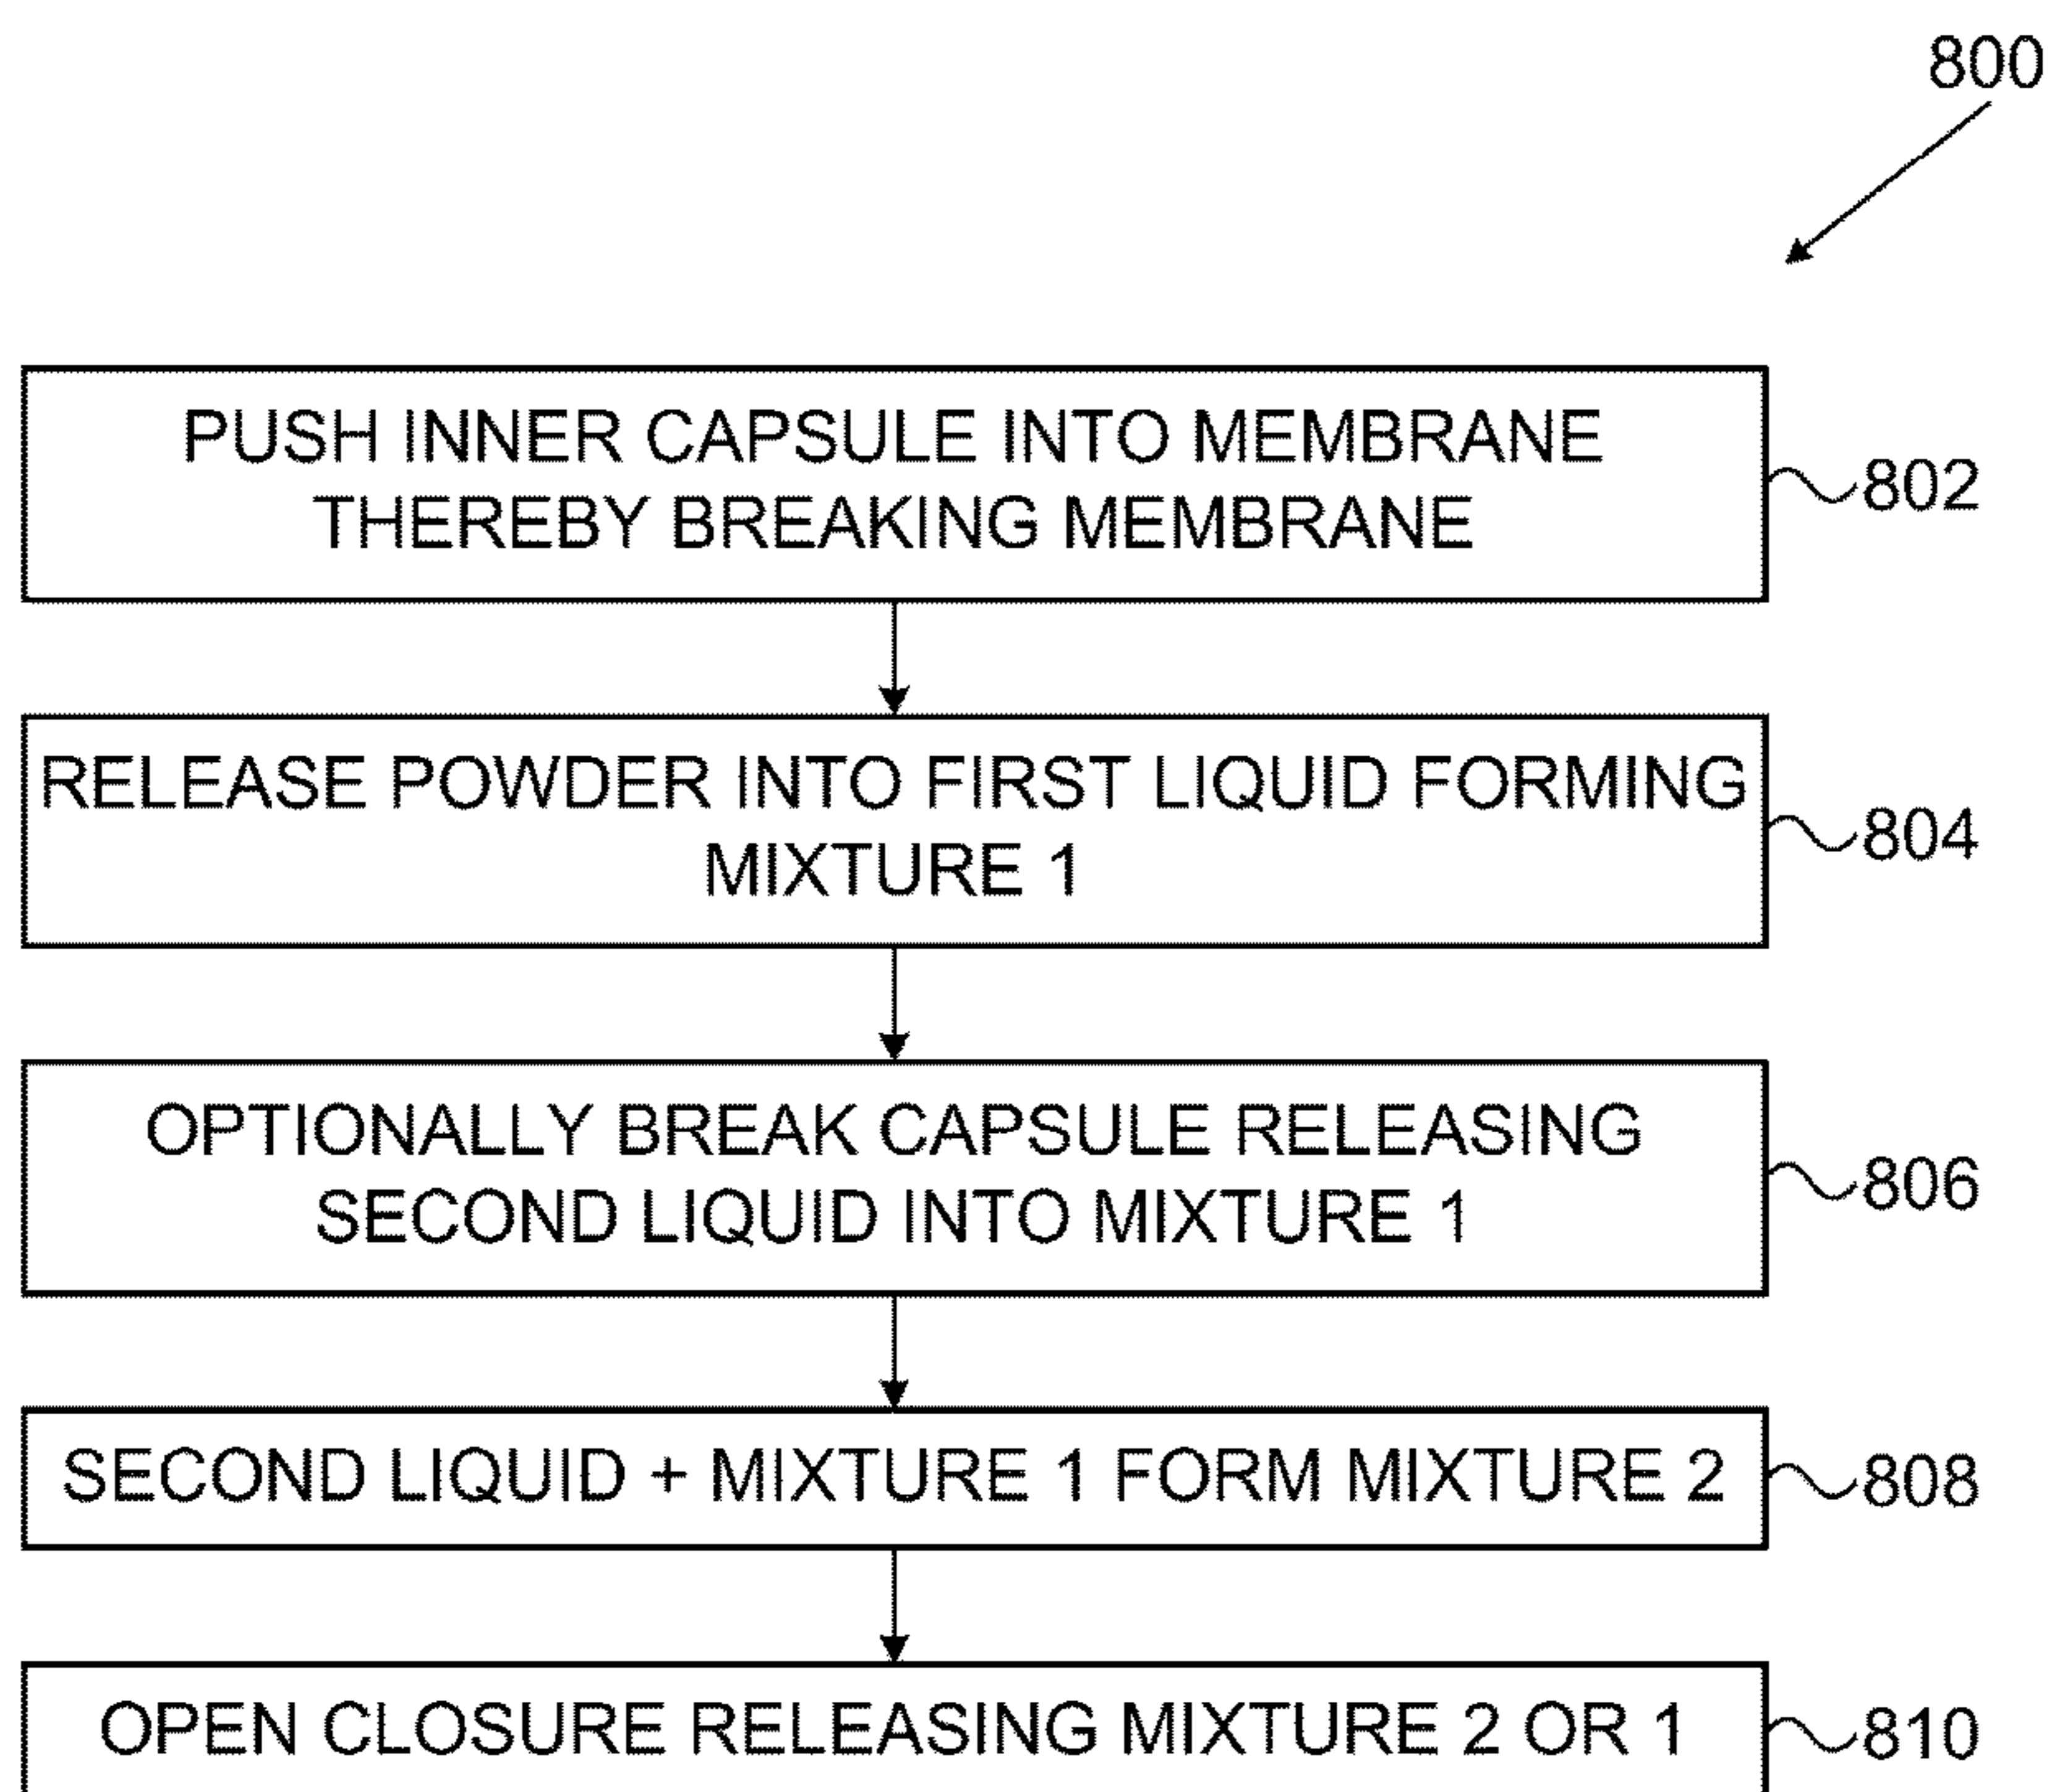 800
PUSH INNER CAPSULE INTO MEMBRANE
THEREBY BREAKING MEMBRANE
802
RELEASE POWDER INTO FIRST LIQUID FORMING
MIXTURE 1
804
OPTIONALLY BREAK CAPSULE RELEASING
SECOND LIQUID INTO MIXTURE 1
806
SECOND LIQUID + MIXTURE 1 FORM MIXTURE 2
808
OPEN CLOSURE RELEASING MIXTURE 2 OR 1
810